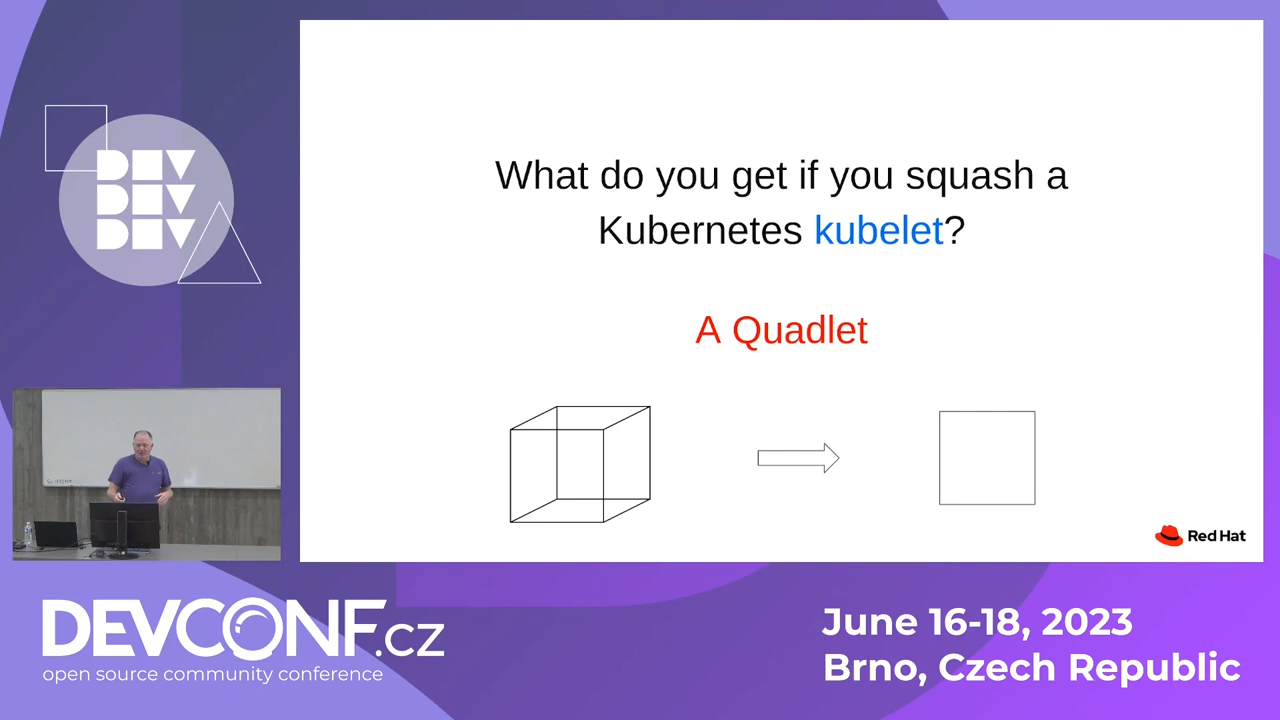 What do you get if you squash a
Kubernetes kubelet?
A Quadlet
Red Hat
DEV
DEV
DEV
DEVCONF.cz
open source community conference
June 16-18, 2023
Brno, Czech Republic